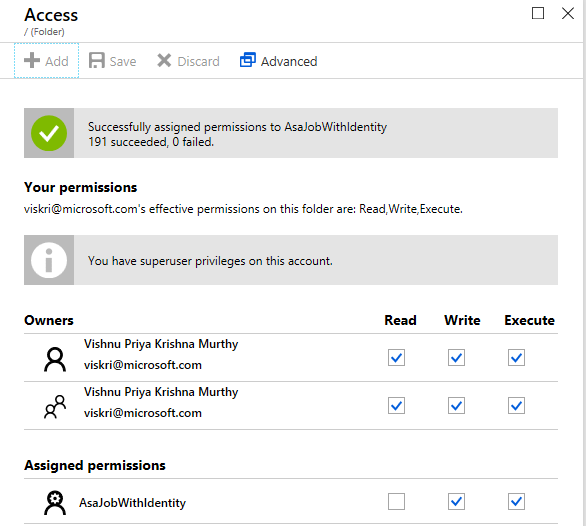 Access
/ (Folder)
Add Save Discard Advanced
Successfully assigned permissions to AsaJobWithIdentity
191 succeeded, 0 failed.
Your permissions
viskri@microsoft.com's effective permissions on this folder are: Read,Write,Execute.
You have superuser privileges on this account.
Owners Read Write Execute
Vishnu Priya Krishna Murthy
viskri@microsoft.com
Vishnu Priya Krishna Murthy
viskri@microsoft.com
Assigned permissions
AsaJobWithIdentity